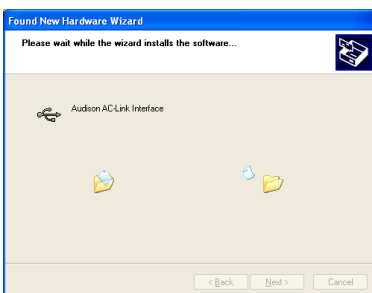 Found New Hardware Wizard
Please wait while the wizard installs the software...
Audison AC-Link Interface
< Back
Next >
Cancel